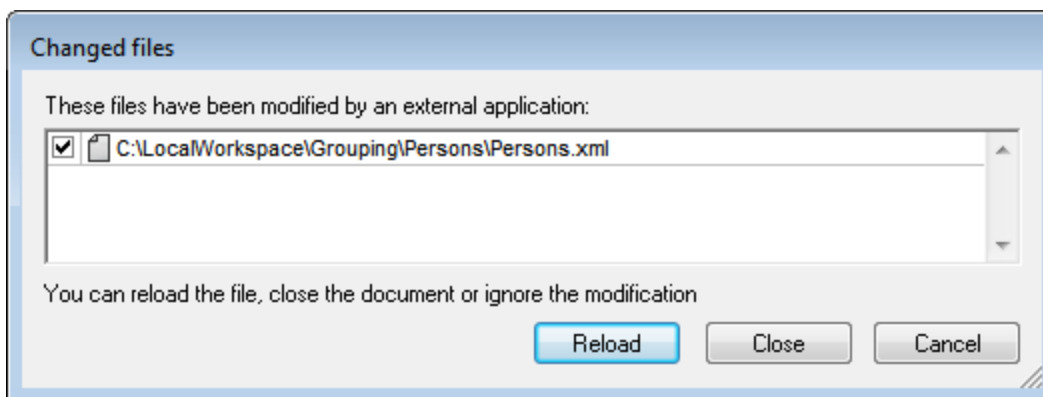 Changed files
These files have been modified by an external application:
C:\LocalWorkspace\Grouping\Persons\Persons.xml
You can reload the file, close the document or ignore the modification
Reload Close Cancel